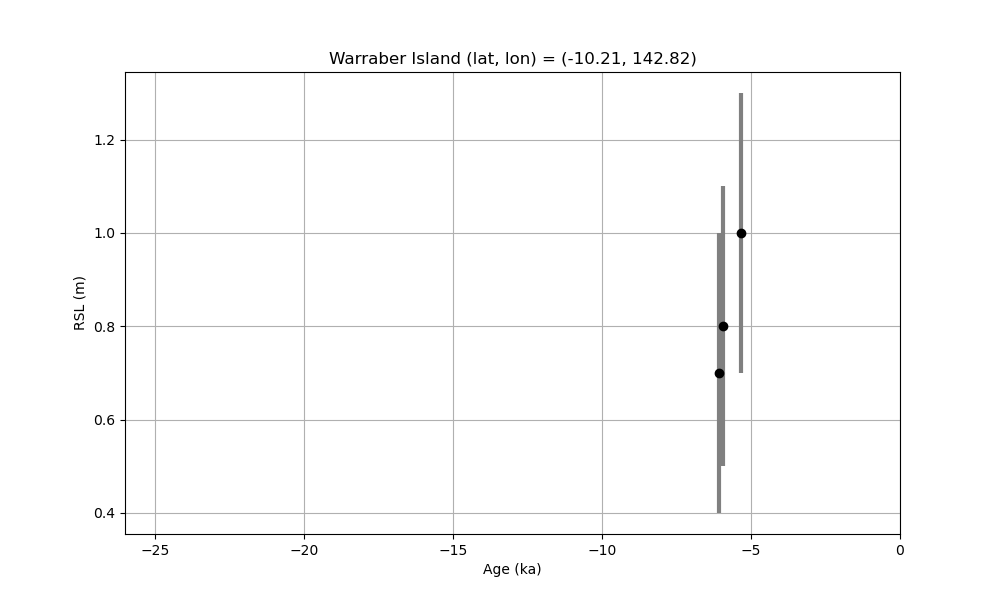 Warraber Island (lat, lon) = (-10.21, 142.82)
1.2
1.0
0.8
0.6
0.4
RSL (m)
−25 −20 −15 −10 −5 0
Age (ka)